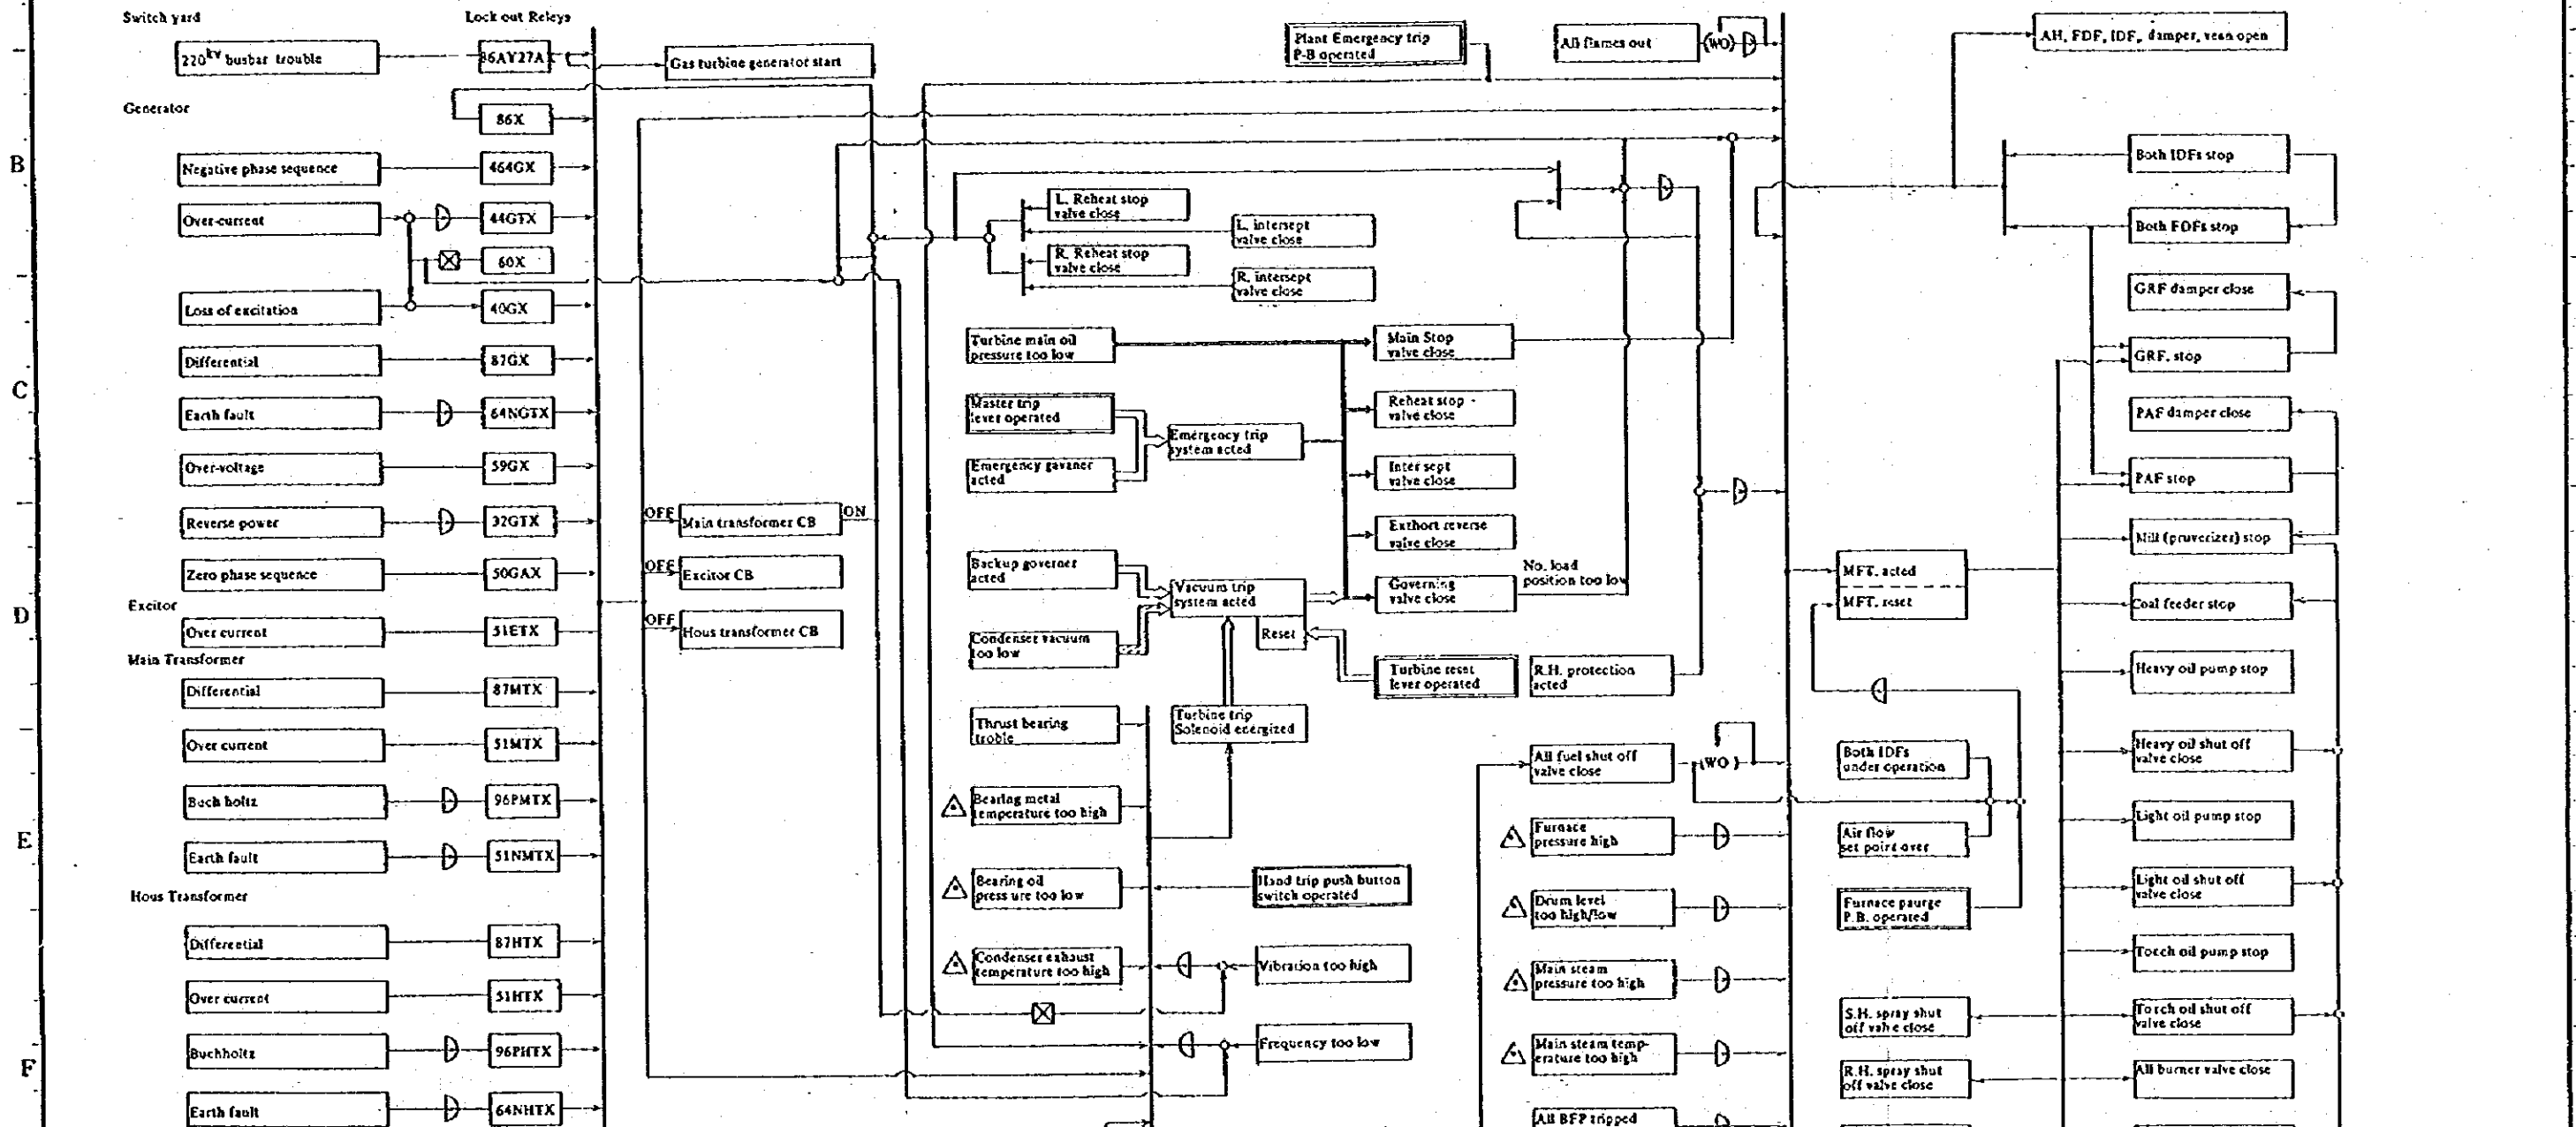 Switch yard
Lock out Releys
220kv busbar trouble
86AY27A
Gas turbine generator start
Plant Emergency trip
P-B operated
All flames out
(WO)
AH, FDF, IDF, damper, vean open
Generator
86X
B
Negative phase sequence
464GX
Over-current
44GTX
60X
Loss of excitation
40GX
L. Reheat stop
valve close
L. intersept
valve close
R. Reheat stop
valve close
R. intersept
valve close
Both IDFs stop
Both FDFs stop
GRF damper close
C
Differential
87GX
Earth fault
64NGTX
Over-voltage
59GX
Turbine main oil
pressure too low
Main Stop
valve close
Master trip
lever operated
Emergency gavaner
acted
Emergency trip
system acted
Reheat stop -
valve close
Inter sept
valve close
GRF. stop
PAF damper close
PAF stop
Reverse power
32GTX
OFF
Main transformer CB
ON
Exthort reverse
valve close
Mill (pruverizer) stop
Zero phase sequence
50GAX
OFF
Excitor CB
Backup governer
acted
Vacuum trip
system acted
Reset
Governing
valve close
No. load
position too low
MFT. acted
MFT. reset
Coal feeder stop
D
Excitor
Over current
51ETX
OFF
Hous transformer CB
Condenser vacuum
too low
Turbine reset
lever operated
R.H. protection
acted
Heavy oil pump stop
Main Transformer
Differential
87MTX
Thrust bearing
troble
Turbine trip
Solenoid energized
Over current
51MTX
All fuel shut off
valve close
(WO)
Both IDFs
under operation
Heavy oil shut off
valve close
E
Buch holtz
96PMTX
Bearing metal
temperature too high
Furnace
pressure high
Air flow
set point over
Light oil pump stop
Earth fault
51NMTX
Bearing oil
pressure too low
Hand trip push button
switch operated
Drum level
too high/low
Furnace paurge
P.B. operated
Light oil shut off
valve close
Hous Transformer
Differential
87HTX
Condenser exhaust
temperature too high
Vibration too high
Main steam
pressure too high
Torch oil pump stop
Over current
51HTX
S.H. spray shut
off valve close
Torch oil shut off
valve close
F
Buchholtz
96PHTX
Frequency too low
Main steam temp-
erature too high
R.H. spray shut
off valve close
All burner valve close
Earth fault
64NHTX
All BFP tripped